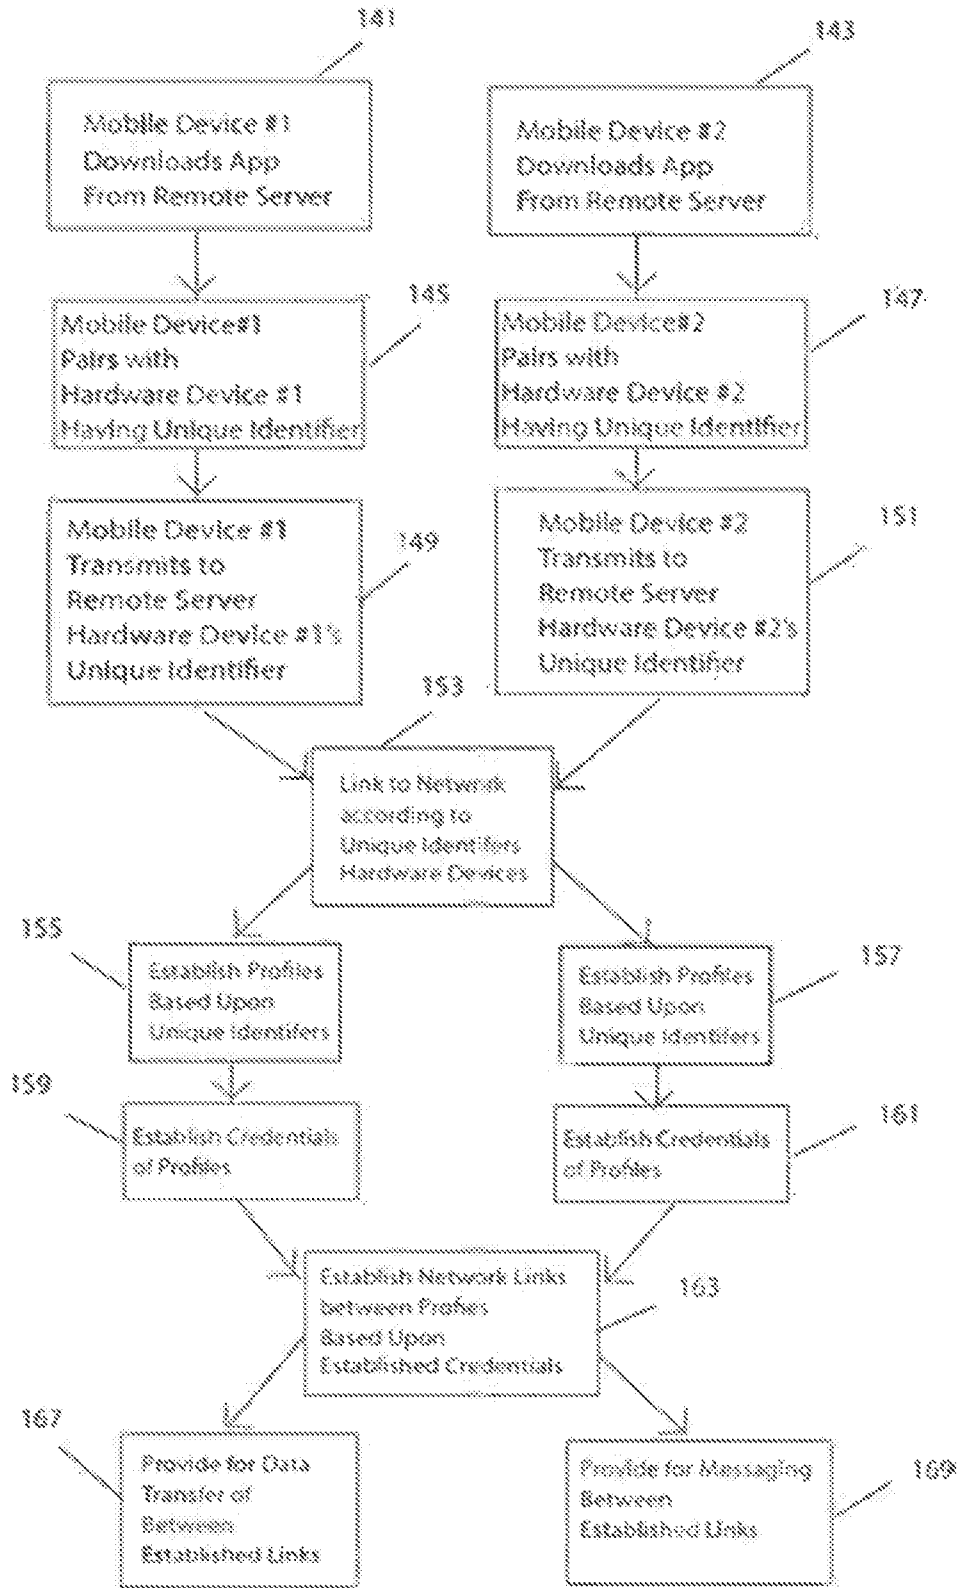 141
143
Mobile Device #1
Downloads App
From Remote Server
Mobile Device #2
Downloads App
From Remote Server
145
147
Mobile Device#1
Pairs with
Hardware Device #1
Having Unique Identifier
Mobile Device#2
Pairs with
Hardware Device #2
Having Unique Identifier
149
151
Mobile Device #1
Transmits to
Remote Server
Hardware Device #1's
Unique Identifier
Mobile Device #2
Transmits to
Remote Server
Hardware Device #2's
Unique Identifier
153
Link to Network
according to
Unique Identifers
Hardware Devices
155
157
Establish Profiles
Based Upon
Unique Identifers
Establish Profiles
Based Upon
Unique Identifers
159
161
Establish Credentials
of Profiles
Establish Credentials
of Profiles
163
Establish Network Links
between Profies
Based Upon
Established Credentials
167
169
Provide for Data
Transfer of
Between
Established Links
Provide for Messaging
Between
Established Links